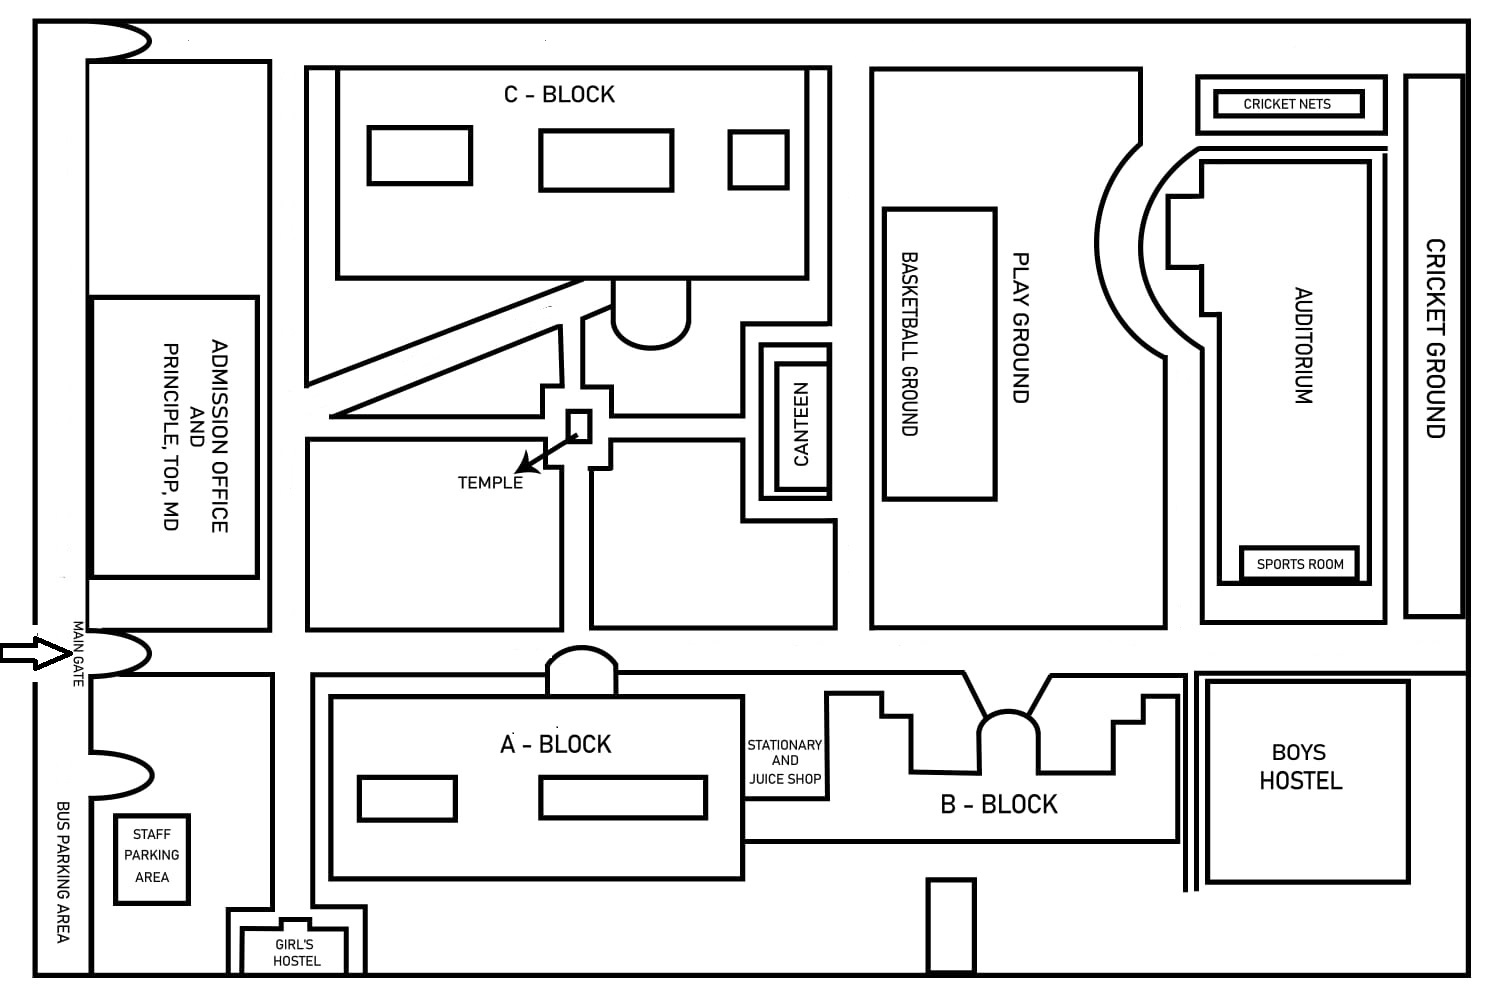 C - BLOCK
CRICKET NETS
ADMISSION OFFICE
AND
PRINCIPLE, TOP, MD
TEMPLE
CANTEEN
BASKETBALL GROUND
PLAY GROUND
AUDITORIUM
CRICKET GROUND
SPORTS ROOM
MAIN GATE
A - BLOCK
STATIONARY
AND
JUICE SHOP
B - BLOCK
BOYS
HOSTEL
BUS PARKING AREA
STAFF
PARKING
AREA
GIRL'S
HOSTEL